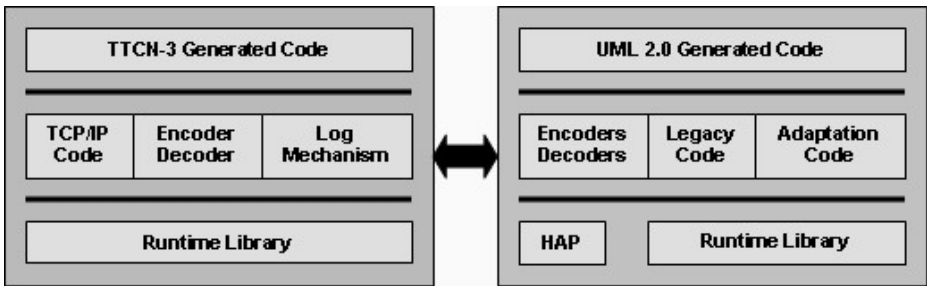 TTCN-3 Generated Code
TCP/IP
Code
Encoder
Decoder
Log
Mechanism
Runtime Library
UML 2.0 Generated Code
Encoders
Decoders
Legacy
Code
Adaptation
Code
HAP
Runtime Library